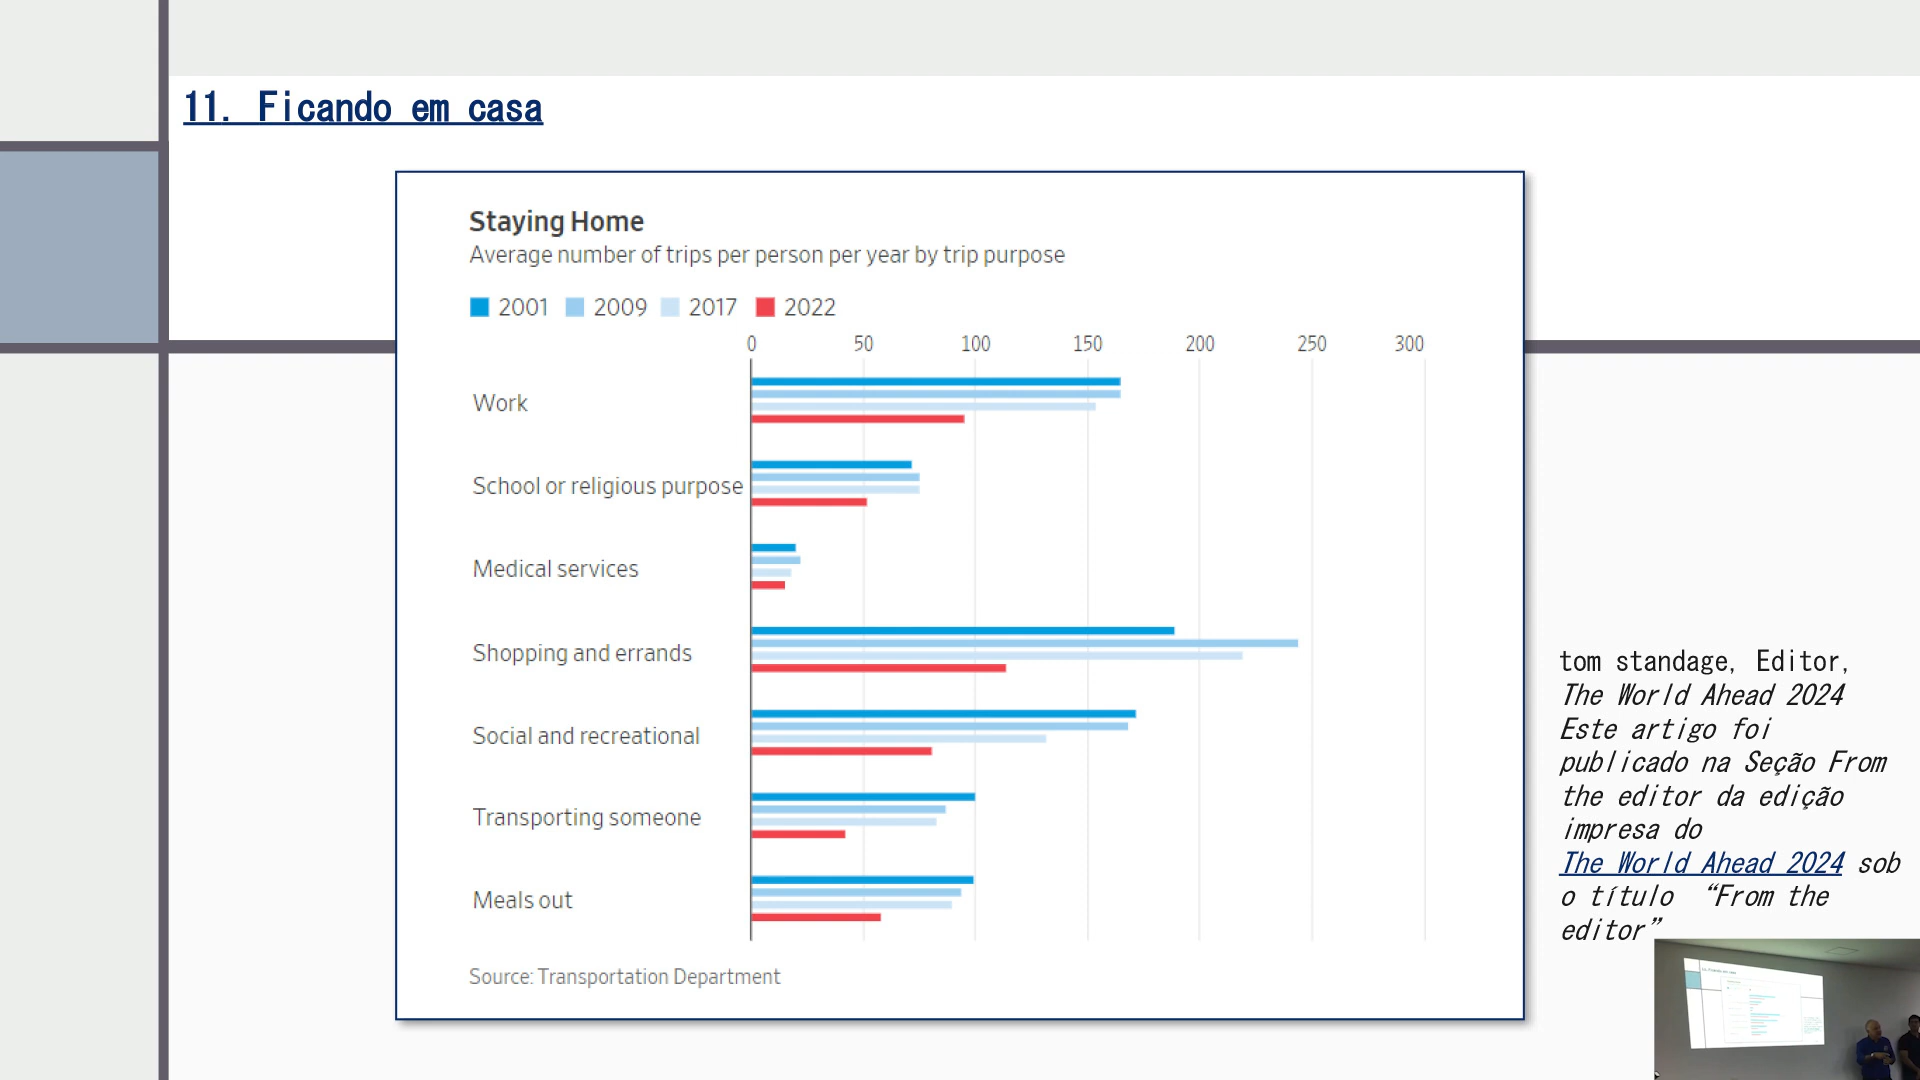 11. Ficando em casa
Staying Home
Average number of trips per person per year by trip purpose
2001 2009 2017 2022
0 50 100 150 200 250 300
Work
School or religious purpose
Medical services
Shopping and errands
Social and recreational
Transporting someone
Meals out
Source: Transportation Department
tom standage, Editor,
The World Ahead 2024
Este artigo foi
publicado na Seção From
the editor da edição
impresa do
The World Ahead 2024 sob
o título “From the
editor”